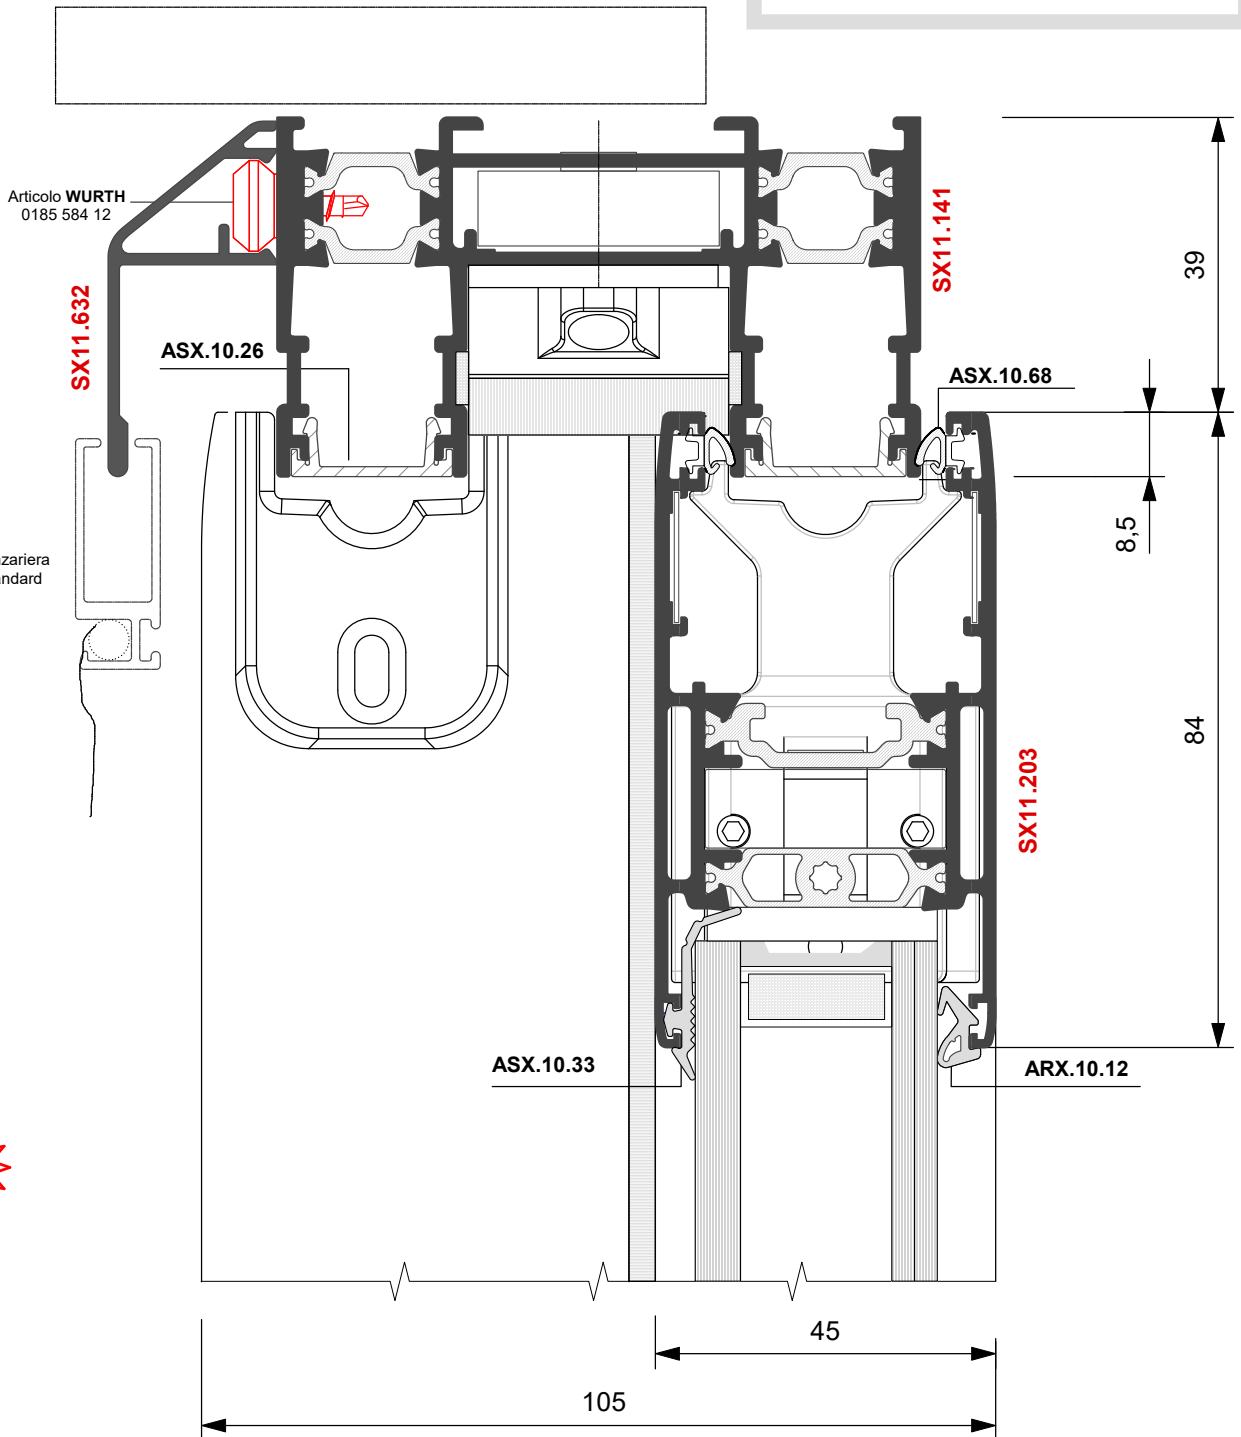 Articolo WURTH
0185 584 12
SX11.632
ASX.10.26
SX11.141
39
ASX.10.68
8,5
84
SX11.203
ASX.10.33
ARX.10.12
45
105